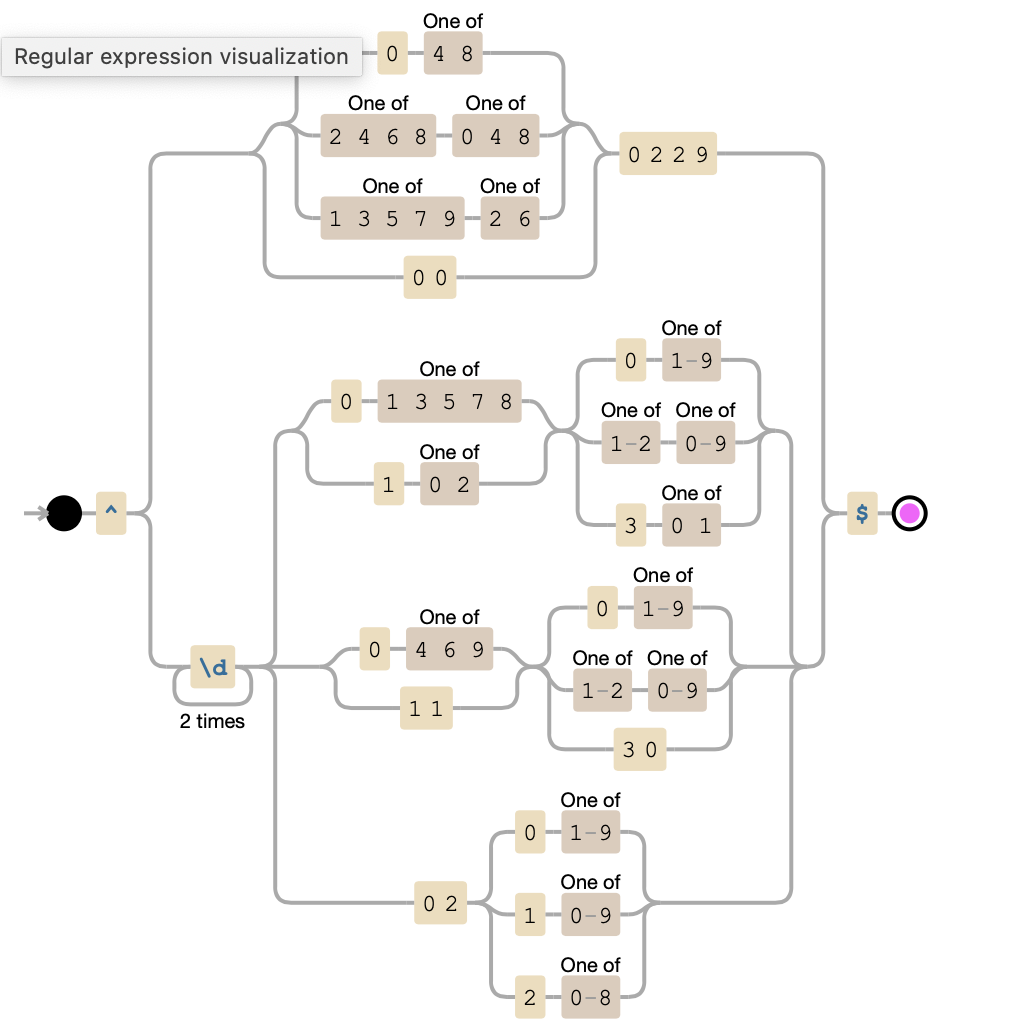 One of
Regular expression visualization
0 4 8
One of One of
2 4 6 8 0 4 8
0 2 2 9
One of One of
1 3 5 7 9 2 6
0 0
One of
0 1-9
One of
0 1 3 5 7 8
One of One of
1-2 0-9
One of
1 0 2
One of
3 0 1
^
$
One of
0 1-9
One of
0 4 6 9
\d
2 times
One of One of
1-2 0-9
1 1
3 0
One of
0 1-9
0 2
One of
1 0-9
One of
2 0-8